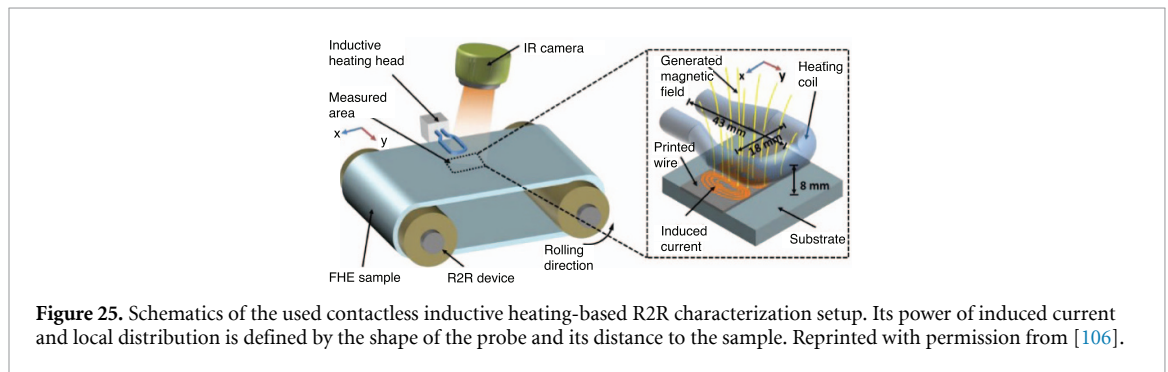 Inductive
heating head
IR camera
Measured
area
x
y
FHE sample
R2R device
Rolling
direction
Generated
magnetic
field
x
y
Heating
coil
43 mm
18 mm
Printed
wire
8 mm
Induced
current
Substrate
Figure 25. Schematics of the used contactless inductive heating-based R2R characterization setup. Its power of induced current
and local distribution is defined by the shape of the probe and its distance to the sample. Reprinted with permission from [106].